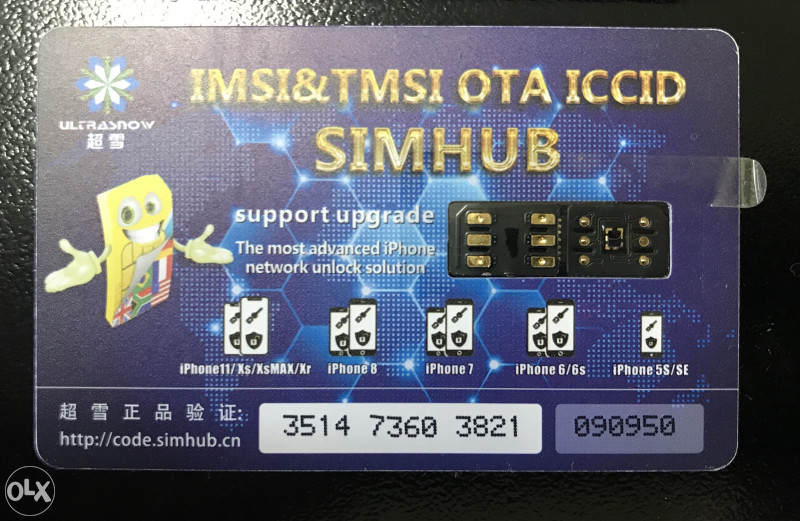 ULTRASNOW
超雪
IMSI&TMSI OTA ICCID
SIMHUB
support upgrade
The most advanced iPhone
network unlock solution
iPhone11/Xs/XsMAX/Xr
iPhone 8
iPhone 7
iPhone 6/6s
iPhone 5S/SE
超雪正品验证:
http://code.simhub.cn
3514 7360 3821
090950
OLX